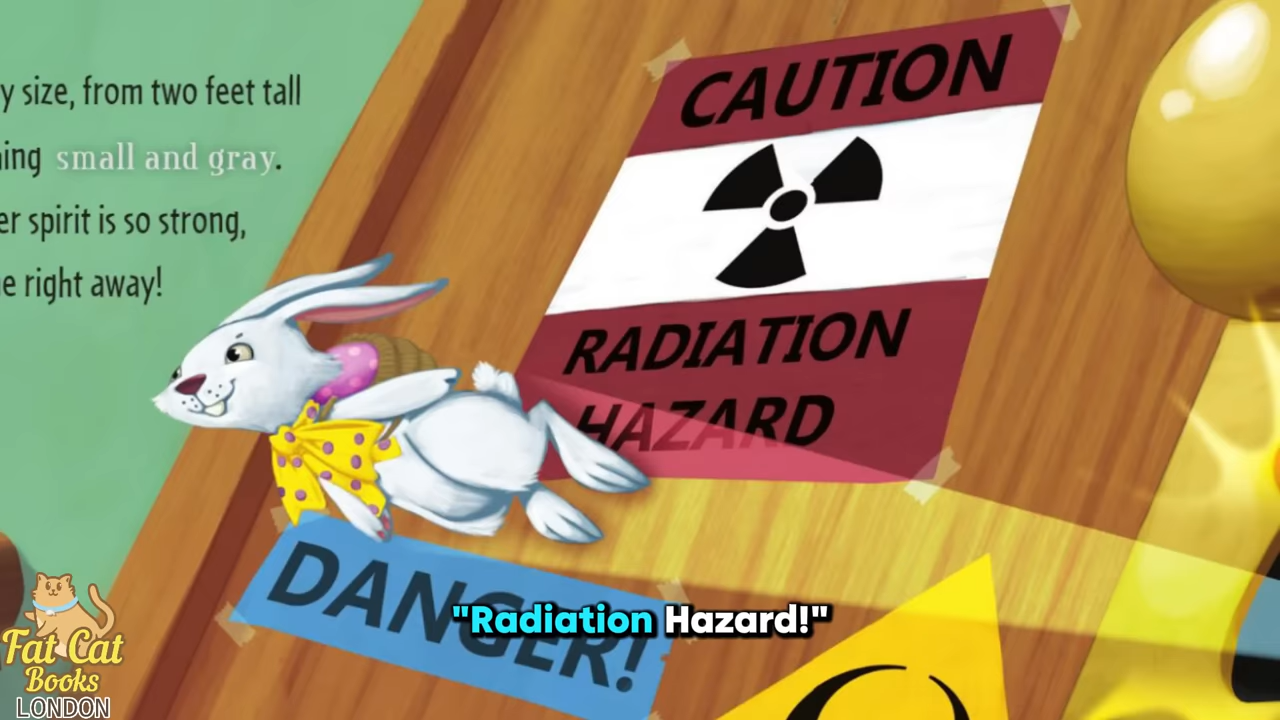 y size, from two feet tall
ing small and gray.
er spirit is so strong,
e right away!
CAUTION
RADIATION
HAZARD
DANGER!
"Radiation Hazard!"
Fat Cat
Books
LONDON